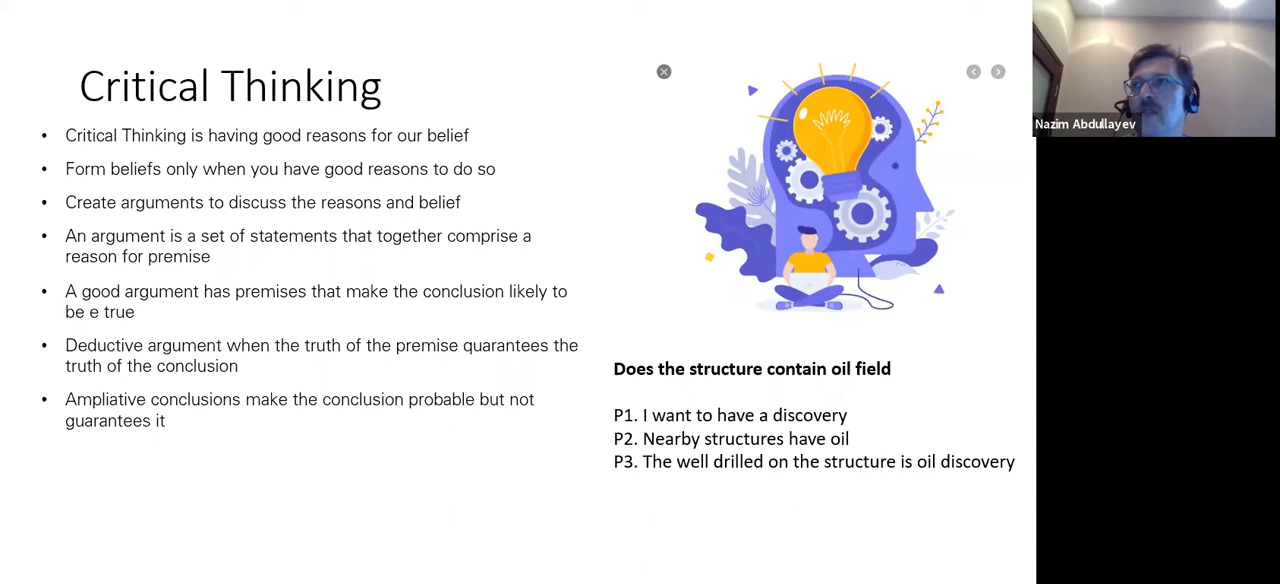 Critical Thinking
• Critical Thinking is having good reasons for our belief
• Form beliefs only when you have good reasons to do so
• Create arguments to discuss the reasons and belief
• An argument is a set of statements that together comprise a
reason for premise
• A good argument has premises that make the conclusion likely to
be e true
• Deductive argument when the truth of the premise quarantees the
truth of the conclusion
• Ampliative conclusions make the conclusion probable but not
guarantees it
Does the structure contain oil field
P1. I want to have a discovery
P2. Nearby structures have oil
P3. The well drilled on the structure is oil discovery
Nazim Abdullayev